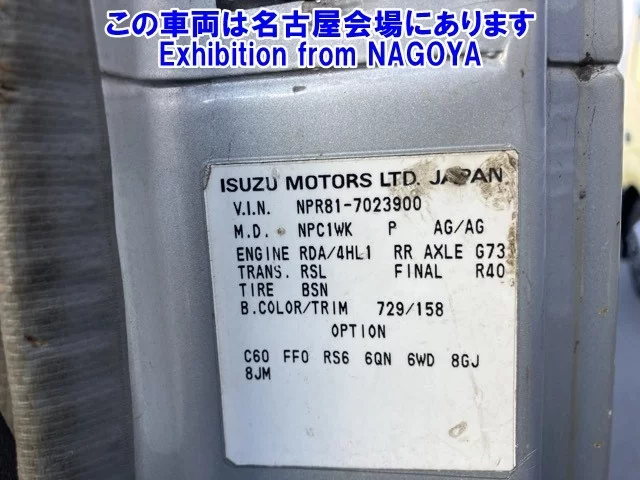 この車両は名古屋会場にあります
Exhibition from NAGOYA
ISUZU MOTORS LTD. JAPAN.
V.I.N. NPR81-7023900
M.D. NPC1WK P AG/AG
ENGINE RDA/4HL1 RR AXLE G73
TRANS. RSL FINAL R40
TIRE BSN
B.COLOR/TRIM 729/158
OPTION
C60 FF0 RS6 6QN 6WD 8GJ
8JM